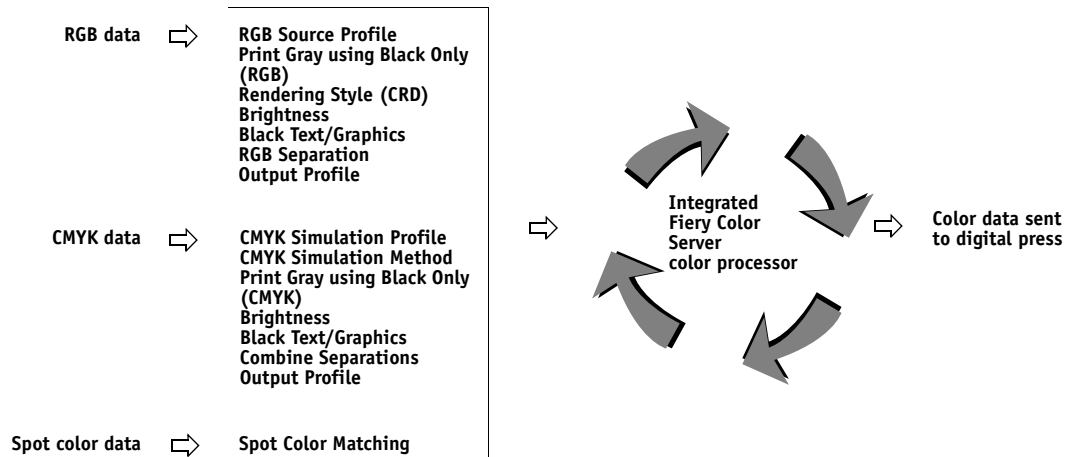 RGB data
RGB Source Profile
Print Gray using Black Only
(RGB)
Rendering Style (CRD)
Brightness
Black Text/Graphics
RGB Separation
Output Profile
CMYK data
CMYK Simulation Profile
CMYK Simulation Method
Print Gray using Black Only
(CMYK)
Brightness
Black Text/Graphics
Combine Separations
Output Profile
Spot color data
Spot Color Matching
Integrated
Fiery Color
Server
color processor
Color data sent
to digital press